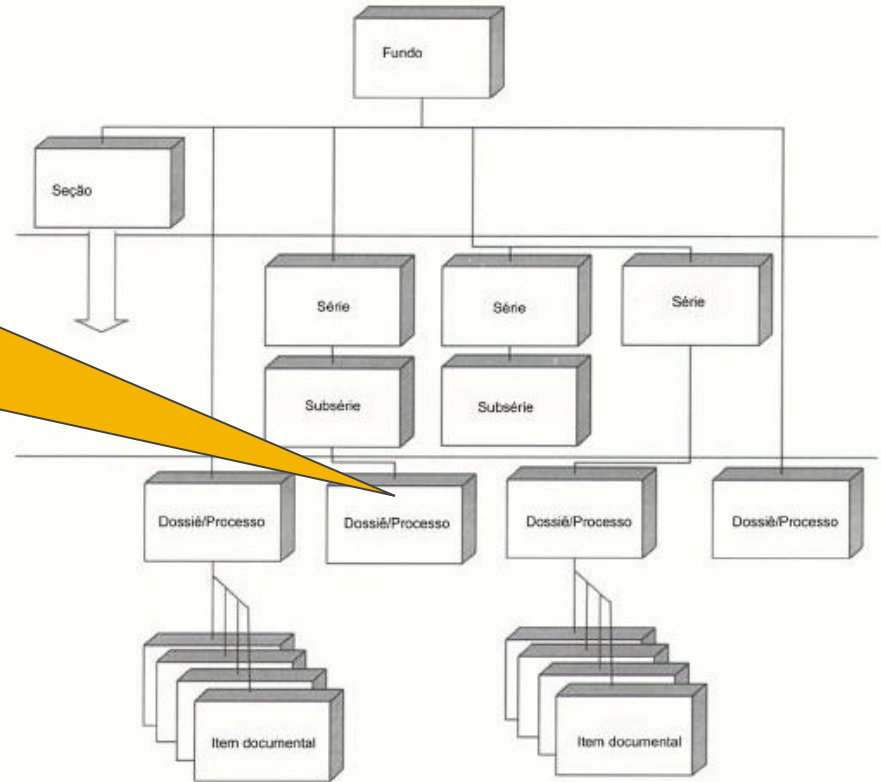 Fundo
Seção
Série
Série
Série
Subsérie
Subsérie
Dossiê/Processo
Dossiê/Processo
Dossiê/Processo
Dossiê/Processo
Item documental
Item documental